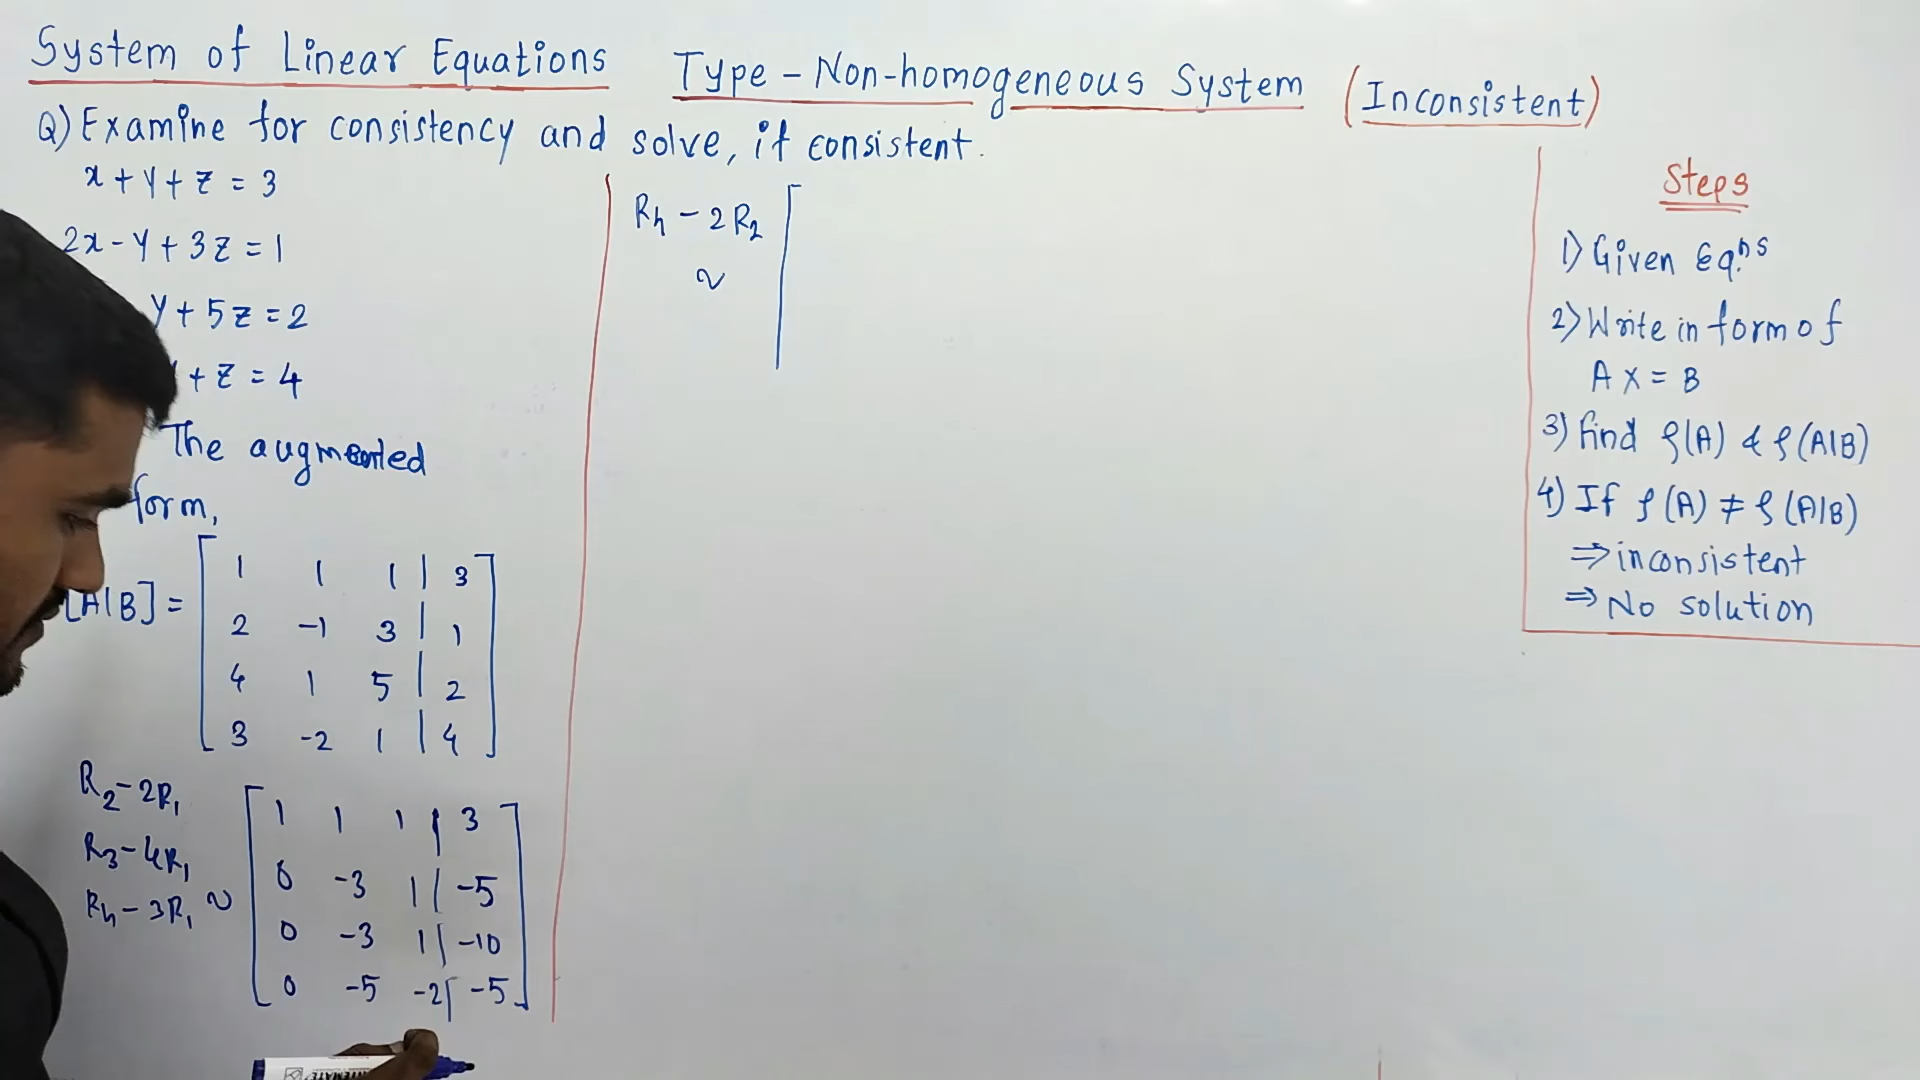 System of Linear Equations Type - Non-homogeneous System (Inconsistent)
Q) Examine for consistency and solve, if consistent.
x + y + z = 3
2x - y + 3z = 1
y + 5z = 2
+ z = 4
The augmented
form,
[A|B] =
1 1 1 | 3
2 -1 3 | 1
4 1 5 | 2
3 -2 1 | 4
R2 - 2R1
R3 - 4R1
R4 - 3R1 ~
1 1 1 | 3
0 -3 1 | -5
0 -3 1 | -10
0 -5 -2 | -5
R4 - 2R2
~
Steps
1) Given Eq.ns
2) Write in form of
AX = B
3) find ρ(A) & ρ(A|B)
4) If ρ(A) ≠ ρ(A|B)
⇒ inconsistent
⇒ No solution